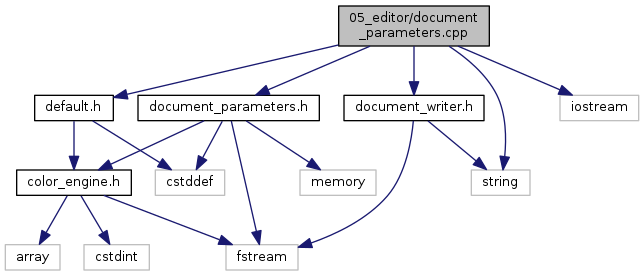 05_editor/document
_parameters.cpp
default.h
document_parameters.h
document_writer.h
iostream
color_engine.h
cstddef
memory
string
array
cstdint
fstream